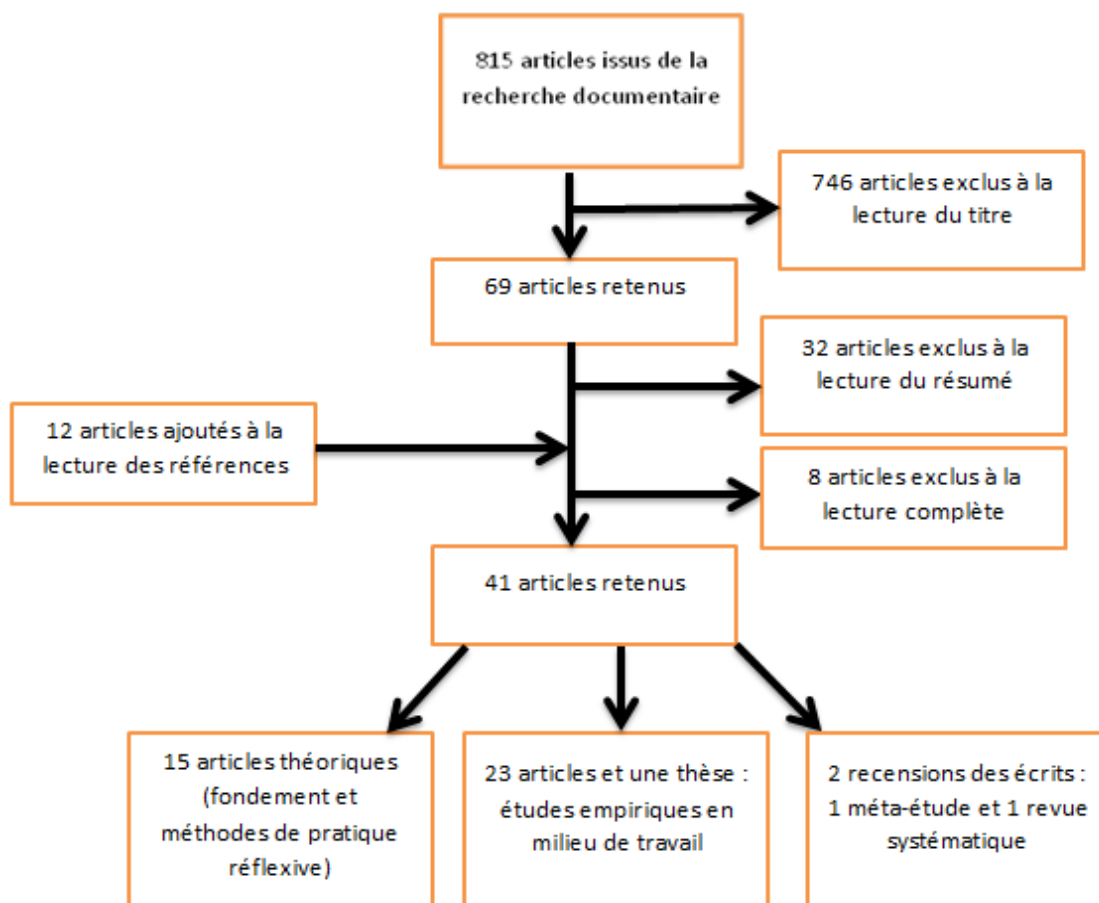 815 articles issus de la
recherche documentaire
746 articles exclus à la
lecture du titre
69 articles retenus
32 articles exclus à la
lecture du résumé
12 articles ajoutés à la
lecture des références
8 articles exclus à la
lecture complète
41 articles retenus
15 articles théoriques
(fondement et
méthodes de pratique
réflexive)
23 articles et une thèse :
études empiriques en
milieu de travail
2 recensions des écrits :
1 méta-étude et 1 revue
systématique